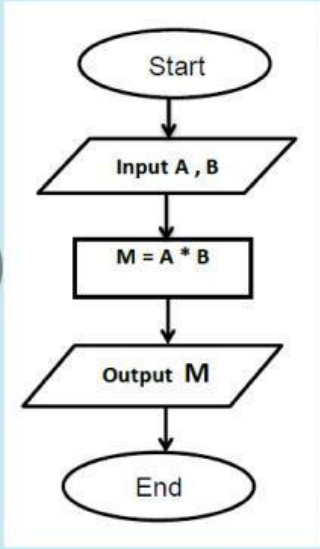 Start
Input A , B
M = A * B
Output M
End